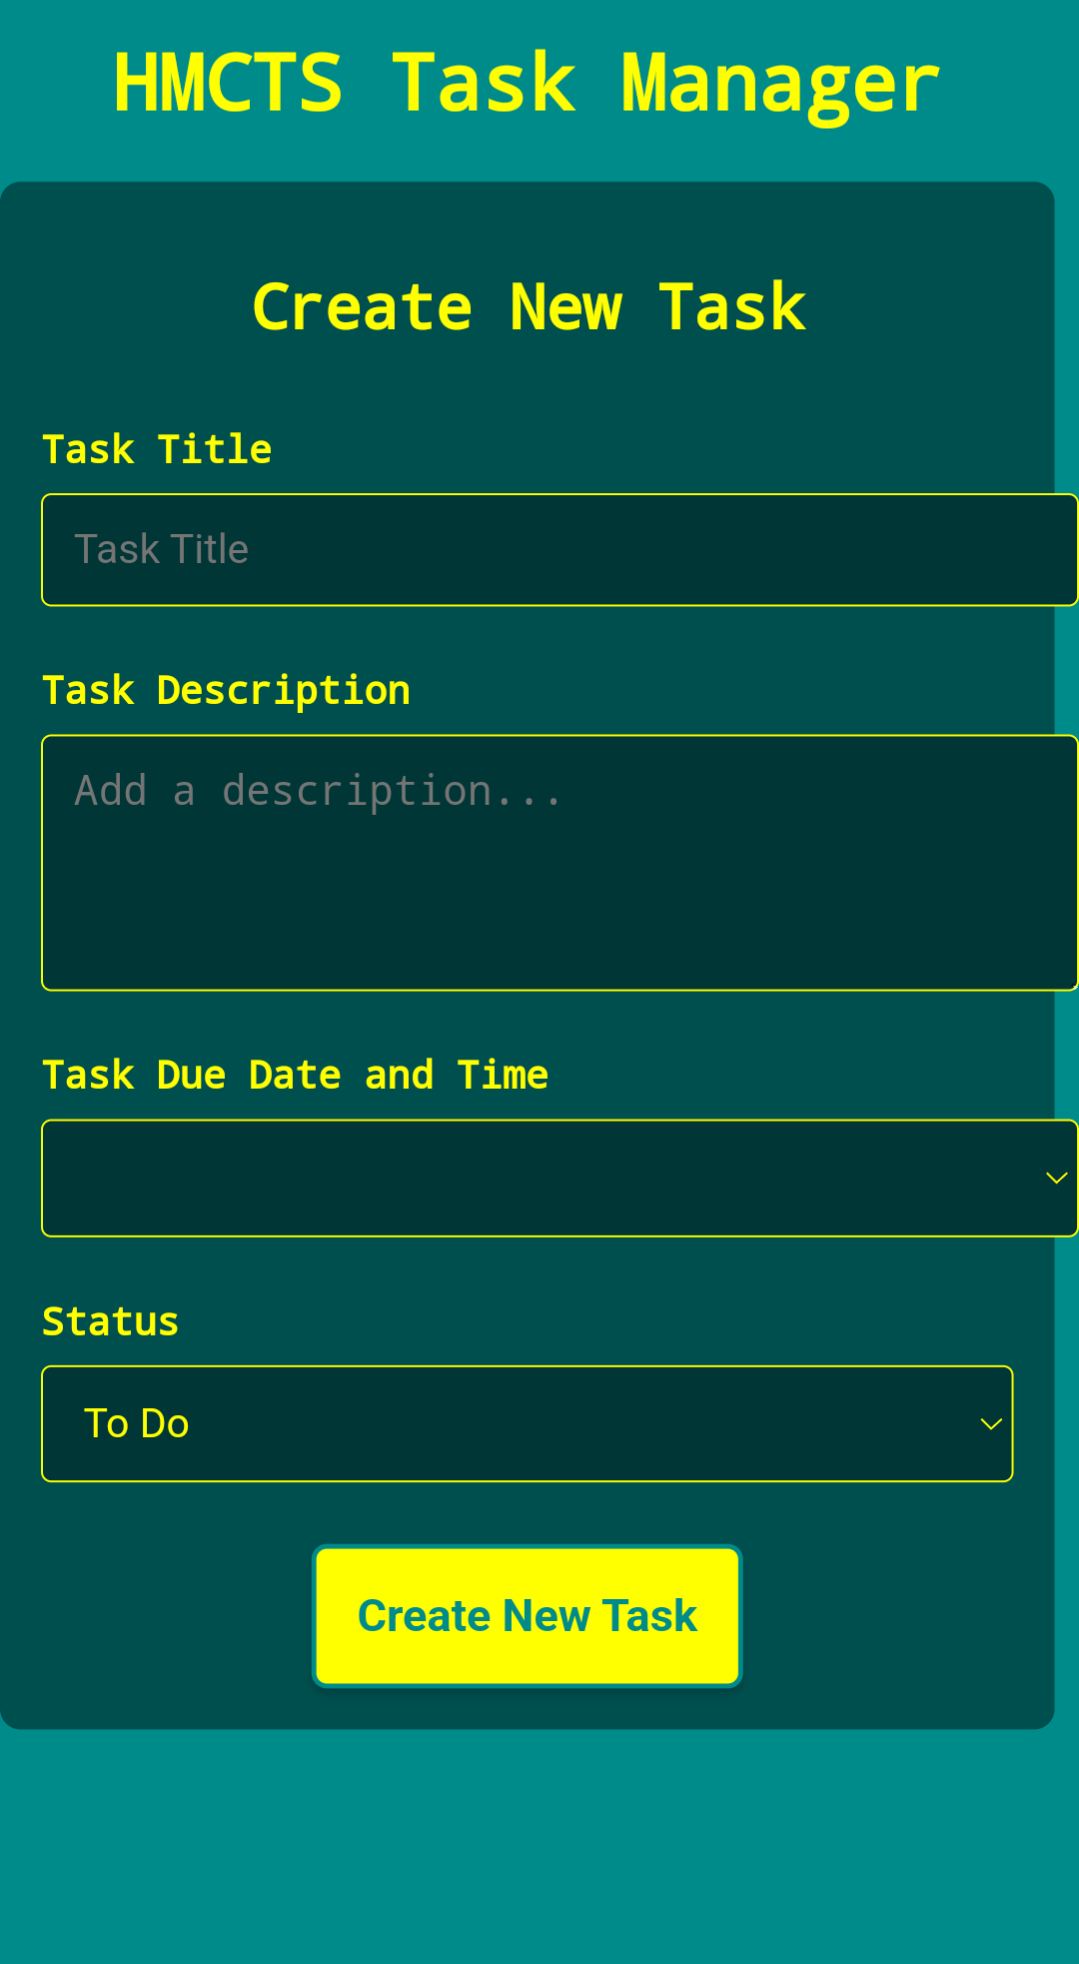 HMCTS Task Manager
Create New Task
Task Title
Task Title
Task Description
Add a description...
Task Due Date and Time
Status
To Do
Create New Task